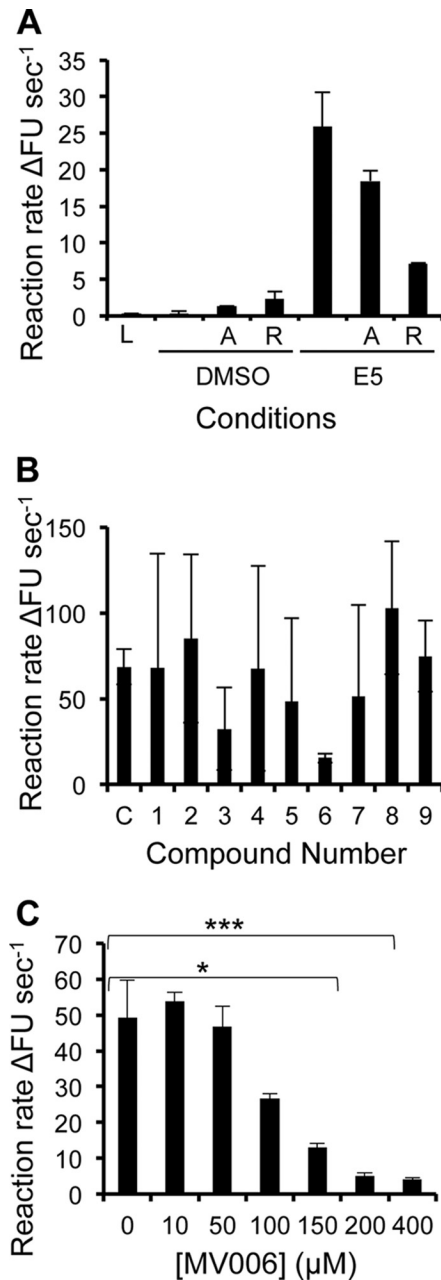 A
Reaction rate ΔFU sec-1
35
30
25
20
15
10
5
0
L A R A R
DMSO E5
Conditions
B
Reaction rate ΔFU sec-1
150
100
50
0
C 1 2 3 4 5 6 7 8 9
Compound Number
C
***
*
Reaction rate ΔFU sec-1
70
60
50
40
30
20
10
0
0 10 50 100 150 200 400
[MV006] (μM)